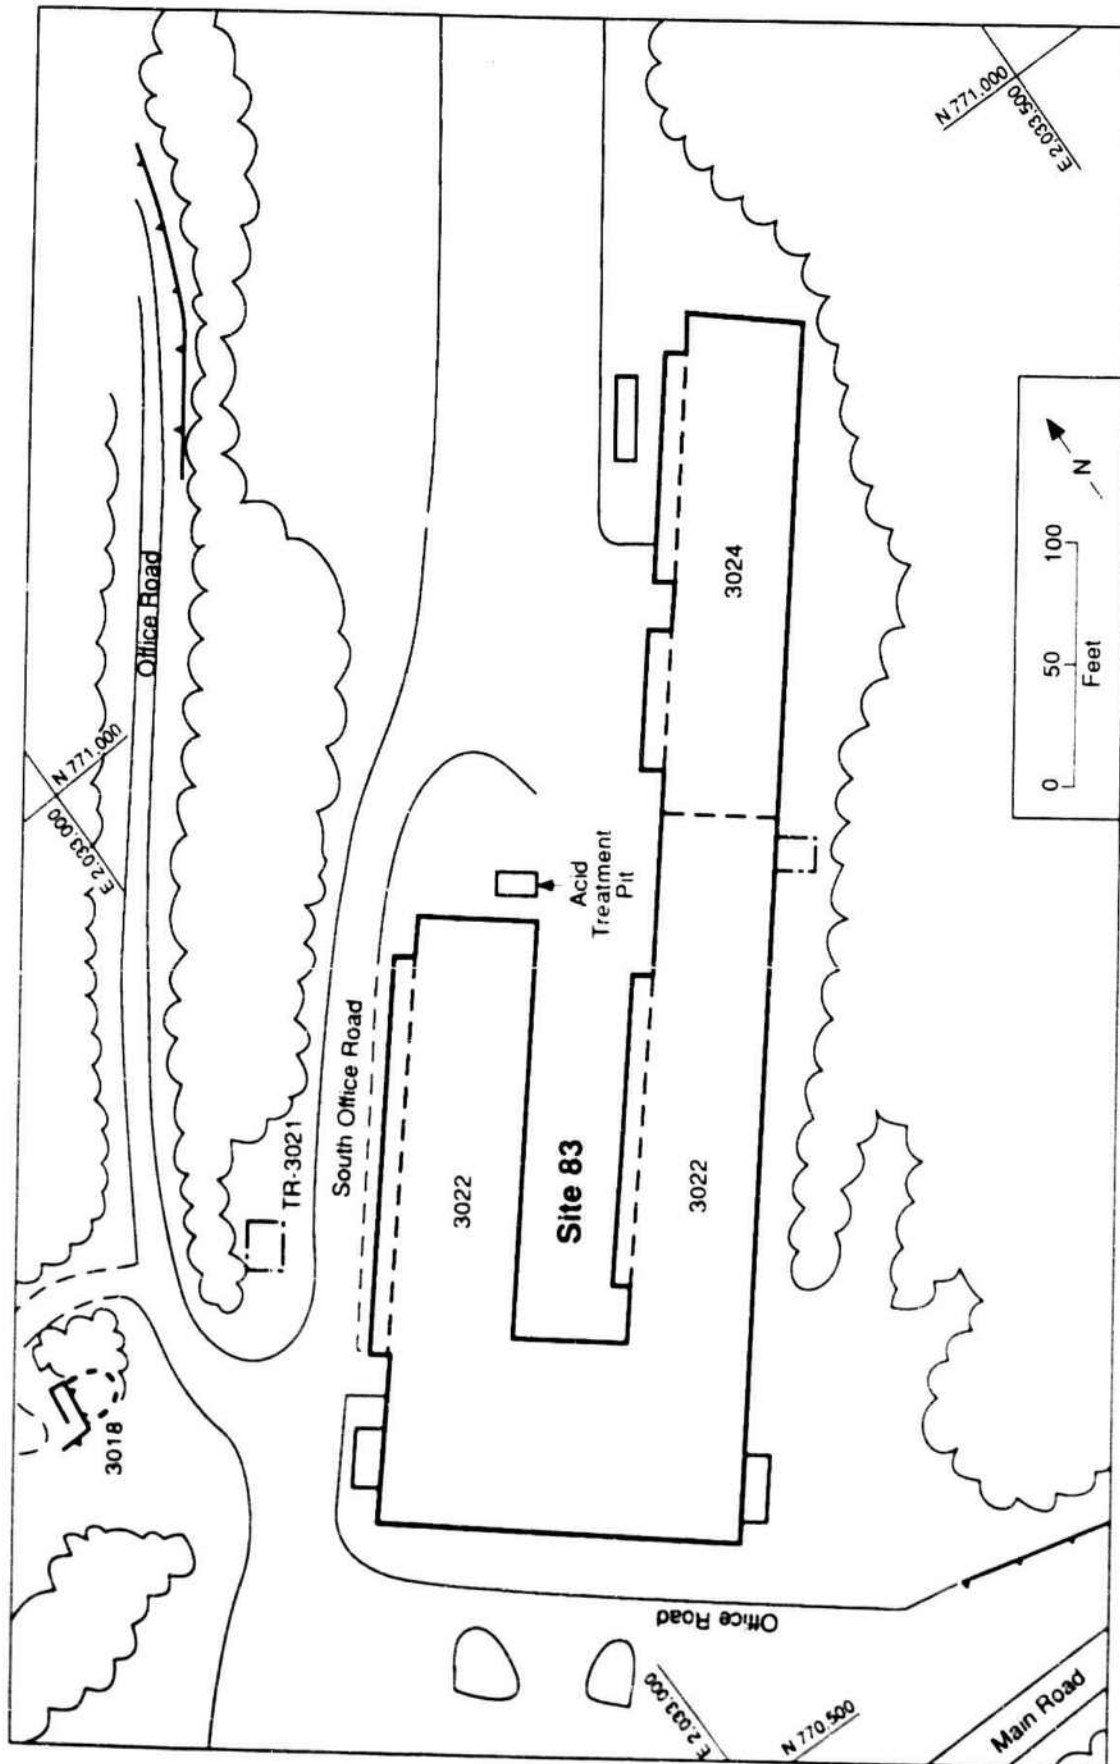 N 771.000
E 2,033.500
Office Road
N 771.000
E 2,033.000
TR-3021
South Office Road
Acid
Treatment
Pit
3024
3022
Site 83
3022
3018
Office Road
E 2,033.000
N 770.500
Main Road
0
50
100
Feet
N